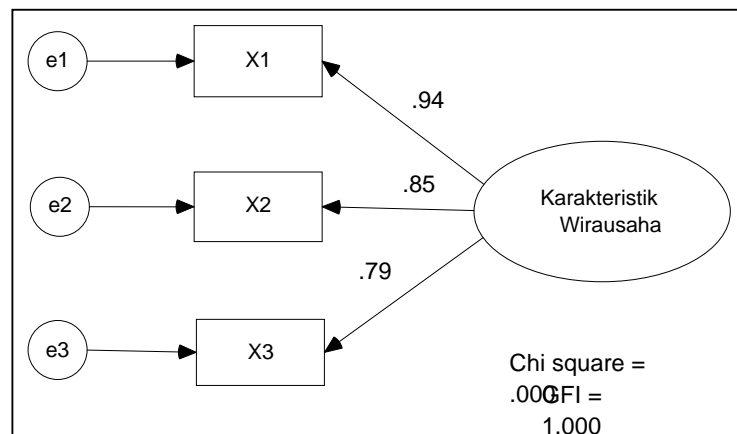 e1
X1
.94
e2
X2
.85
Karakteristik
Wirausaha
.79
e3
X3
Chi square =
.000
GFI =
1.000